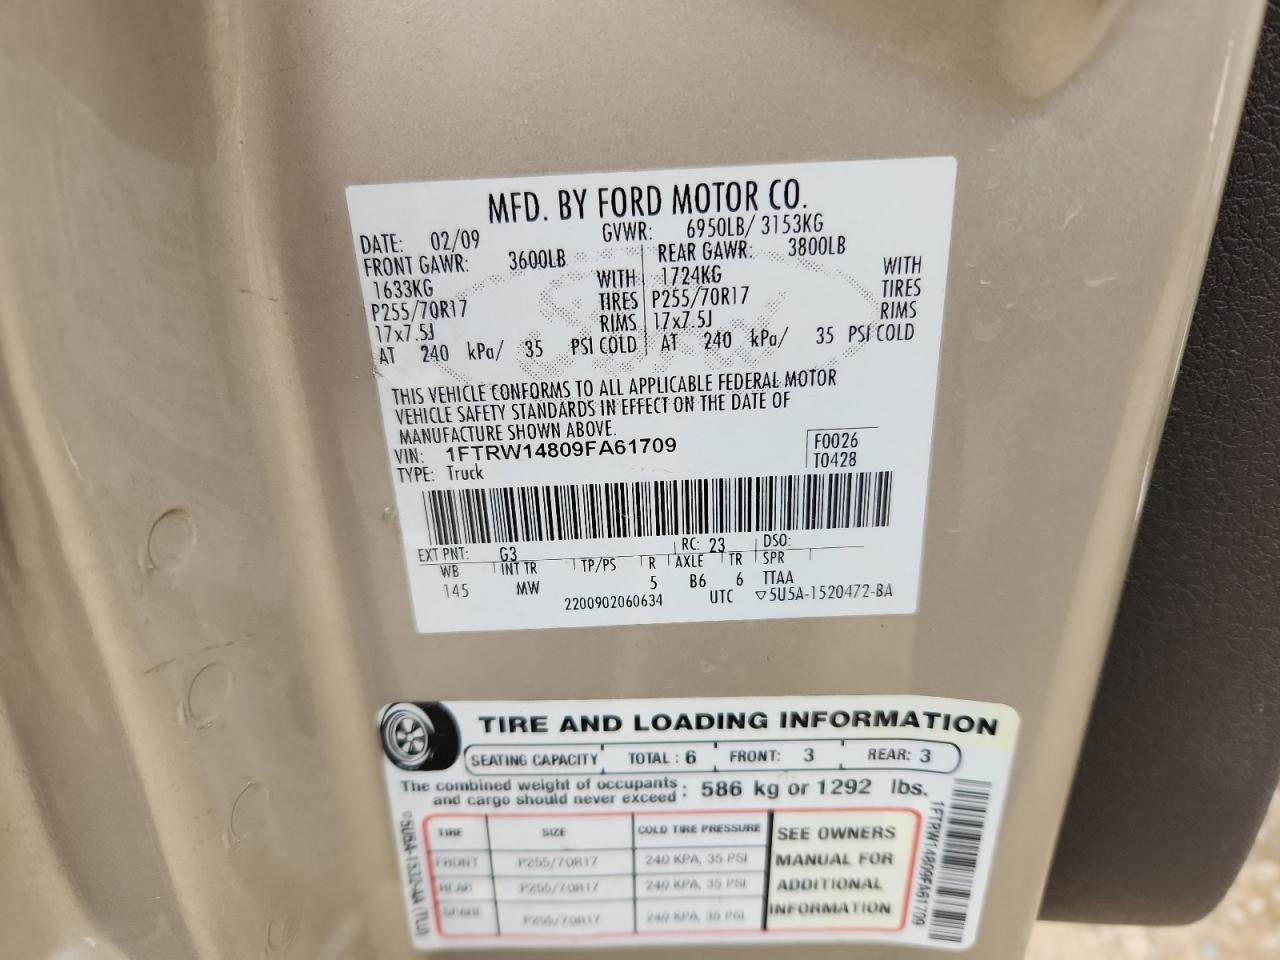 MFD. BY FORD MOTOR CO.
DATE: 02/09 GVWR: 6950LB/ 3153KG
FRONT GAWR: 3600LB REAR GAWR: 3800LB
1633KG WITH 1724KG WITH
P255/70R17 TIRES P255/70R17 TIRES
17x7.5J RIMS 17x7.5J RIMS
AT 240 kPa/ 35 PSI COLD AT 240 kPa/ 35 PSI COLD
THIS VEHICLE CONFORMS TO ALL APPLICABLE FEDERAL MOTOR
VEHICLE SAFETY STANDARDS IN EFFECT ON THE DATE OF
MANUFACTURE SHOWN ABOVE.
VIN: 1FTRW14809FA61709 F0026
TYPE: Truck T0428
EXT PNT: G3 RC: 23 DSO:
WB INT TR TP/PS R AXLE TR SPR
145 MW 5 B6 6 TTAA
2200902060634 UTC ▽5U5A-1520472-BA
TIRE AND LOADING INFORMATION
SEATING CAPACITY TOTAL : 6 FRONT: 3 REAR: 3
The combined weight of occupants
and cargo should never exceed : 586 kg or 1292 lbs.
TIRE SIZE COLD TIRE PRESSURE
FRONT P255/70R17 240 KPA, 35 PSI
REAR P255/70R17 240 KPA, 35 PSI
SPARE P255/70R17 240 KPA, 35 PSI
SEE OWNERS
MANUAL FOR
ADDITIONAL
INFORMATION
▽5U5A-1532-AA (TLU)
1FTRW14809FA61709